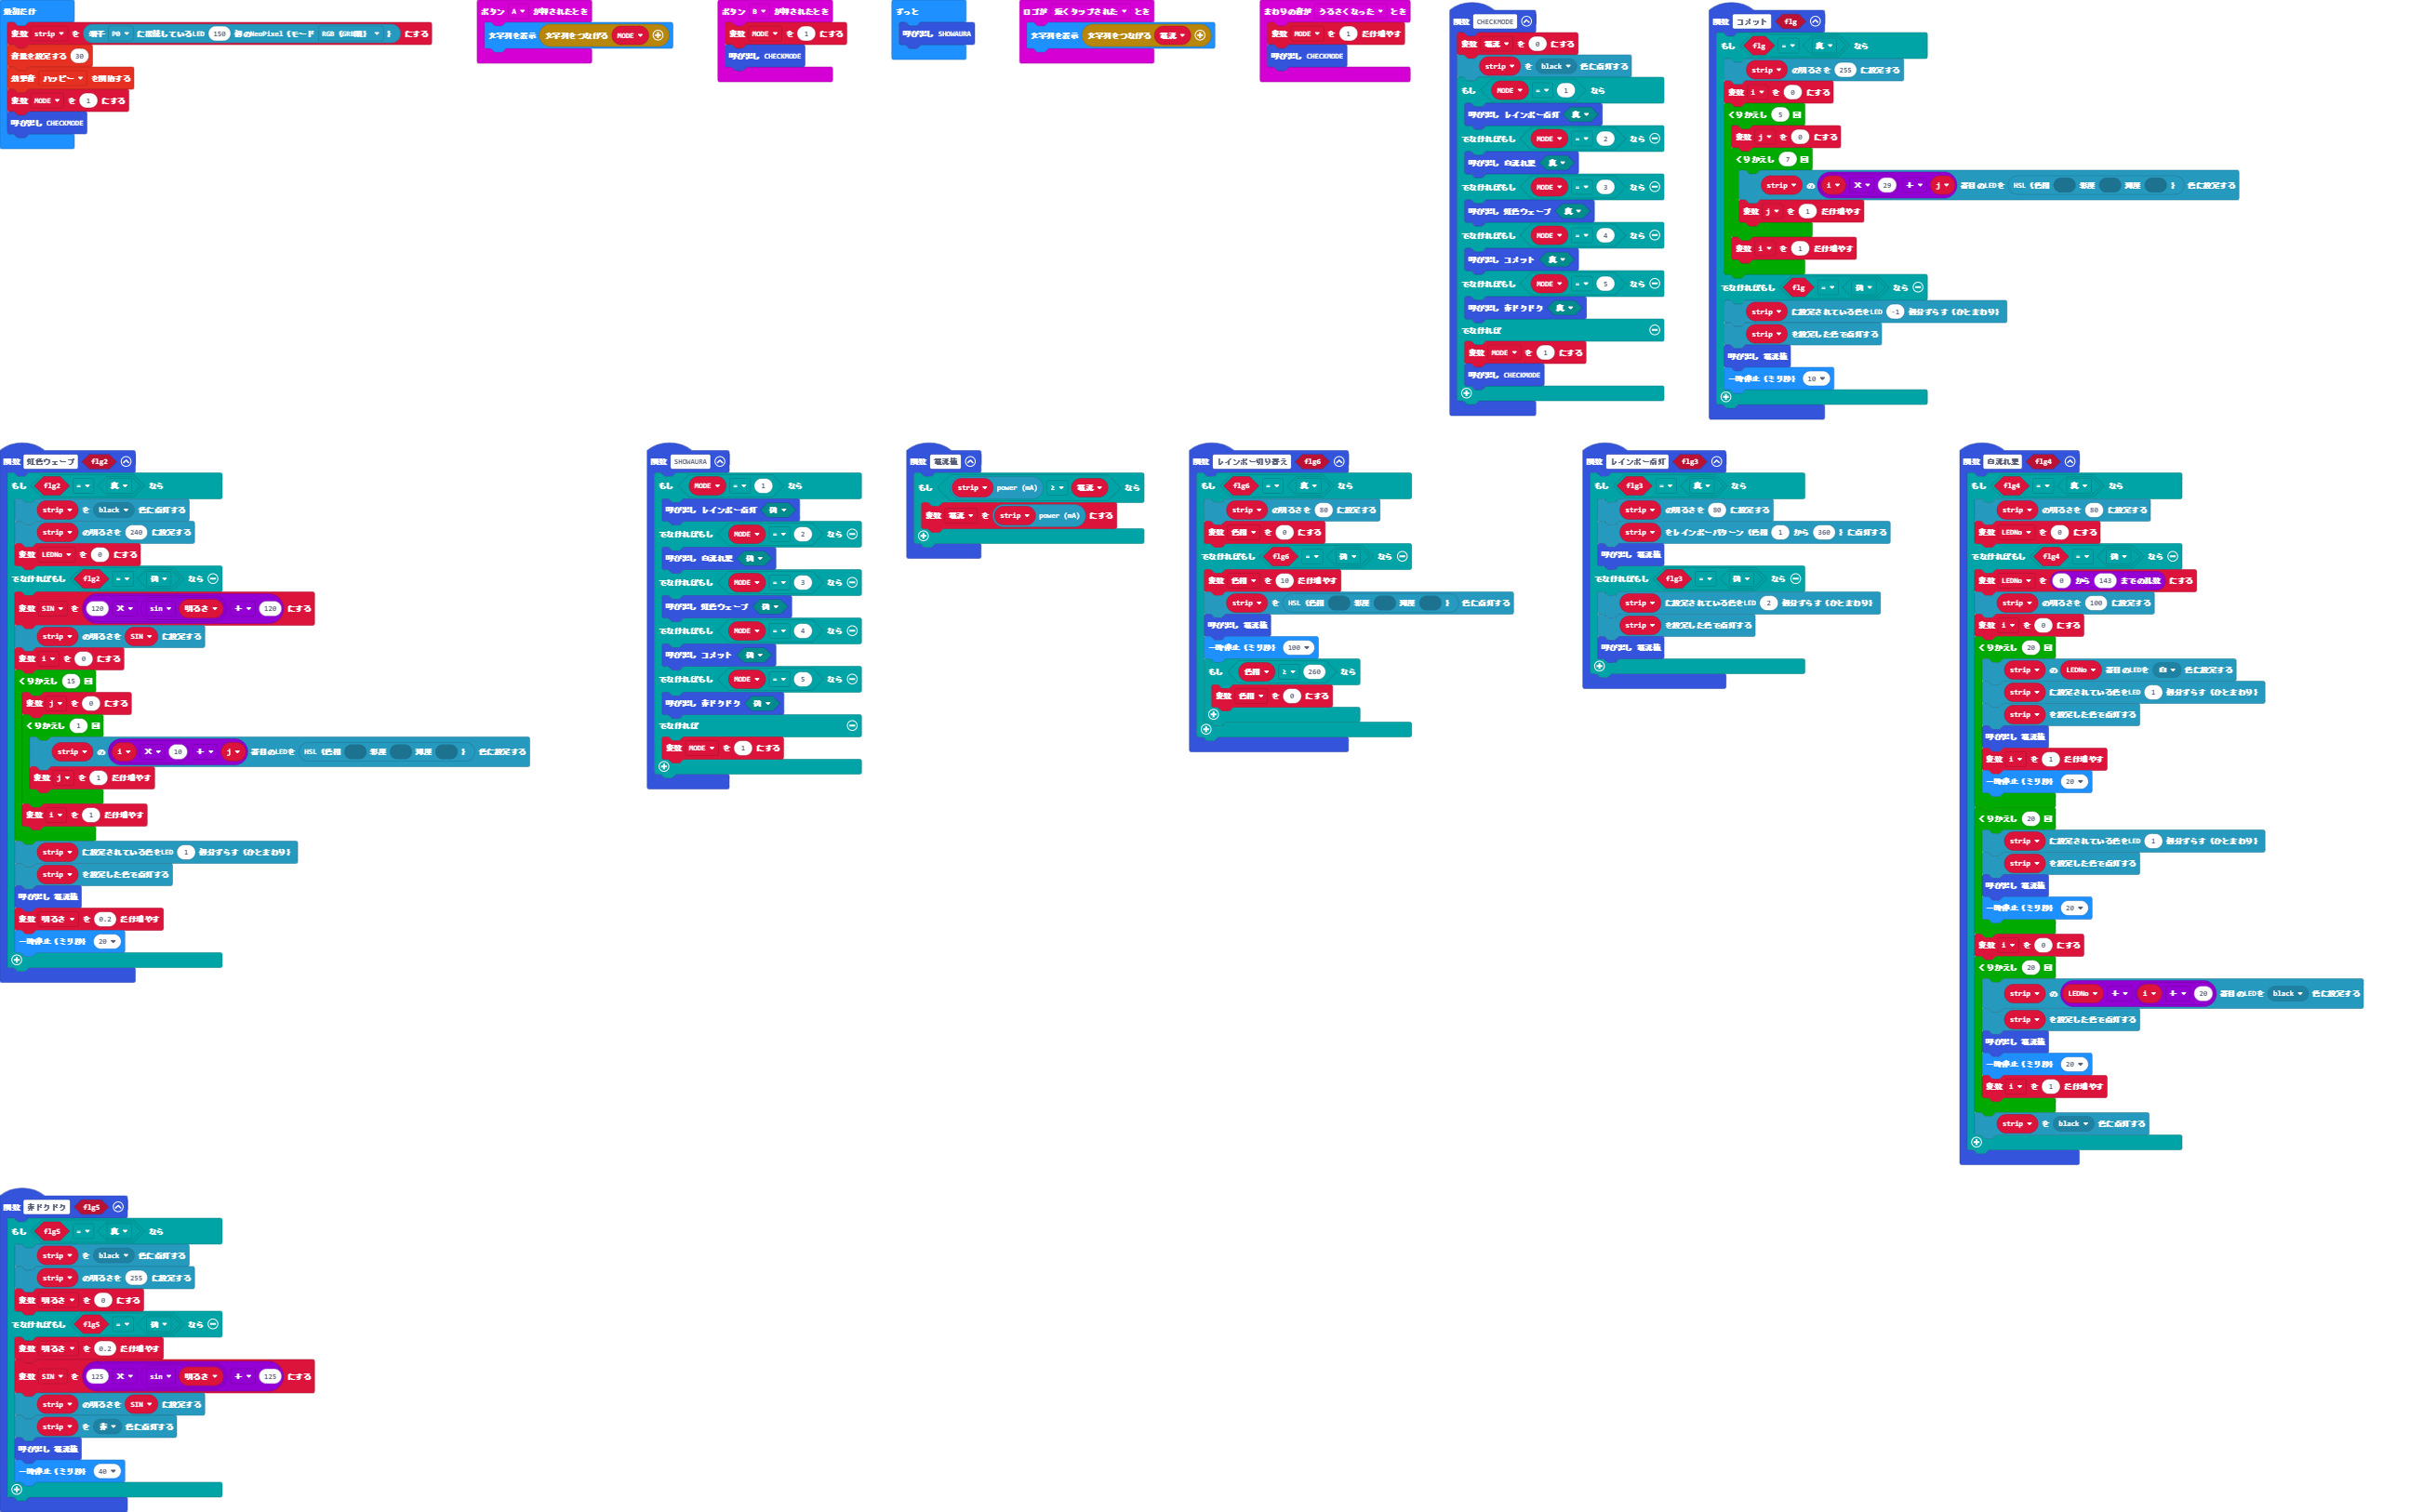 最初だけ
変数 strip を 端子 P0 に接続しているLED 150 個のNeoPixel (モード RGB (GRB順) ) にする
音量を設定する 30
効果音 ハッピー を開始する
変数 MODE を 1 にする
呼び出し CHECKMODE
ボタン A が押されたとき
文字列を表示 文字列をつなげる MODE
ボタン B が押されたとき
変数 MODE を 1 にする
呼び出し CHECKMODE
ずっと
呼び出し SHOWAURA
ロゴが 短くタップされた とき
文字列を表示 文字列をつなげる 電流
まわりの音が うるさくなった とき
変数 MODE を 1 だけ増やす
呼び出し CHECKMODE
関数 CHECKMODE
変数 電流 を 0 にする
strip を black 色に点灯する
もし MODE = 1 なら
呼び出し レインボー点灯 真
でなければもし MODE = 2 なら
呼び出し 白流れ星 真
でなければもし MODE = 3 なら
呼び出し 虹色ウェーブ 真
でなければもし MODE = 4 なら
呼び出し コメット 真
でなければもし MODE = 5 なら
呼び出し 赤ドクドク 真
でなければ
変数 MODE を 1 にする
呼び出し CHECKMODE
関数 コメット flg
もし flg = 真 なら
strip の明るさを 255 に設定する
変数 i を 0 にする
くりかえし 5 回
変数 j を 0 にする
くりかえし 7 回
strip の i × 29 + j 番目のLEDを HSL (色相 彩度 輝度 ) 色に設定する
変数 j を 1 だけ増やす
変数 i を 1 だけ増やす
でなければもし flg = 偽 なら
strip に設定されている色をLED -1 個分ずらす (ひとまわり)
strip を設定した色で点灯する
呼び出し 電流値
一時停止 (ミリ秒) 10
関数 虹色ウェーブ flg2
もし flg2 = 真 なら
strip を black 色に点灯する
strip の明るさを 240 に設定する
変数 LEDNo を 0 にする
でなければもし flg2 = 偽 なら
変数 SIN を 120 × sin 明るさ + 120 にする
strip の明るさを SIN に設定する
変数 i を 0 にする
くりかえし 15 回
変数 j を 0 にする
くりかえし 1 回
strip の i × 10 + j 番目のLEDを HSL (色相 彩度 輝度 ) 色に設定する
変数 j を 1 だけ増やす
変数 i を 1 だけ増やす
strip に設定されている色をLED 1 個分ずらす (ひとまわり)
strip を設定した色で点灯する
呼び出し 電流値
変数 明るさ を 0.2 だけ増やす
一時停止 (ミリ秒) 20
関数 SHOWAURA
もし MODE = 1 なら
呼び出し レインボー点灯 偽
でなければもし MODE = 2 なら
呼び出し 白流れ星 偽
でなければもし MODE = 3 なら
呼び出し 虹色ウェーブ 偽
でなければもし MODE = 4 なら
呼び出し コメット 偽
でなければもし MODE = 5 なら
呼び出し 赤ドクドク 偽
でなければ
変数 MODE を 1 にする
関数 電流値
もし strip power (mA) ≥ 電流 なら
変数 電流 を strip power (mA) にする
関数 レインボー切り替え flg6
もし flg6 = 真 なら
strip の明るさを 80 に設定する
変数 色相 を 0 にする
でなければもし flg6 = 偽 なら
変数 色相 を 10 だけ増やす
strip を HSL (色相 彩度 輝度 ) 色に点灯する
呼び出し 電流値
一時停止 (ミリ秒) 100
もし 色相 ≥ 260 なら
変数 色相 を 0 にする
関数 レインボー点灯 flg3
もし flg3 = 真 なら
strip の明るさを 80 に設定する
strip をレインボーパターン (色相 1 から 360 ) に点灯する
呼び出し 電流値
でなければもし flg3 = 偽 なら
strip に設定されている色をLED 2 個分ずらす (ひとまわり)
strip を設定した色で点灯する
呼び出し 電流値
関数 白流れ星 flg4
もし flg4 = 真 なら
strip の明るさを 80 に設定する
変数 LEDNo を 0 にする
でなければもし flg4 = 偽 なら
変数 LEDNo を 0 から 143 までの乱数 にする
strip の明るさを 100 に設定する
変数 i を 0 にする
くりかえし 20 回
strip の LEDNo 番目のLEDを 白 色に設定する
strip に設定されている色をLED 1 個分ずらす (ひとまわり)
strip を設定した色で点灯する
呼び出し 電流値
変数 i を 1 だけ増やす
一時停止 (ミリ秒) 20
くりかえし 20 回
strip に設定されている色をLED 1 個分ずらす (ひとまわり)
strip を設定した色で点灯する
呼び出し 電流値
一時停止 (ミリ秒) 20
変数 i を 0 にする
くりかえし 20 回
strip の LEDNo + i + 20 番目のLEDを black 色に設定する
strip を設定した色で点灯する
呼び出し 電流値
一時停止 (ミリ秒) 20
変数 i を 1 だけ増やす
strip を black 色に点灯する
関数 赤ドクドク flg5
もし flg5 = 真 なら
strip を black 色に点灯する
strip の明るさを 255 に設定する
変数 明るさ を 0 にする
でなければもし flg5 = 偽 なら
変数 明るさ を 0.2 だけ増やす
変数 SIN を 125 × sin 明るさ + 125 にする
strip の明るさを SIN に設定する
strip を 赤 色に点灯する
呼び出し 電流値
一時停止 (ミリ秒) 40